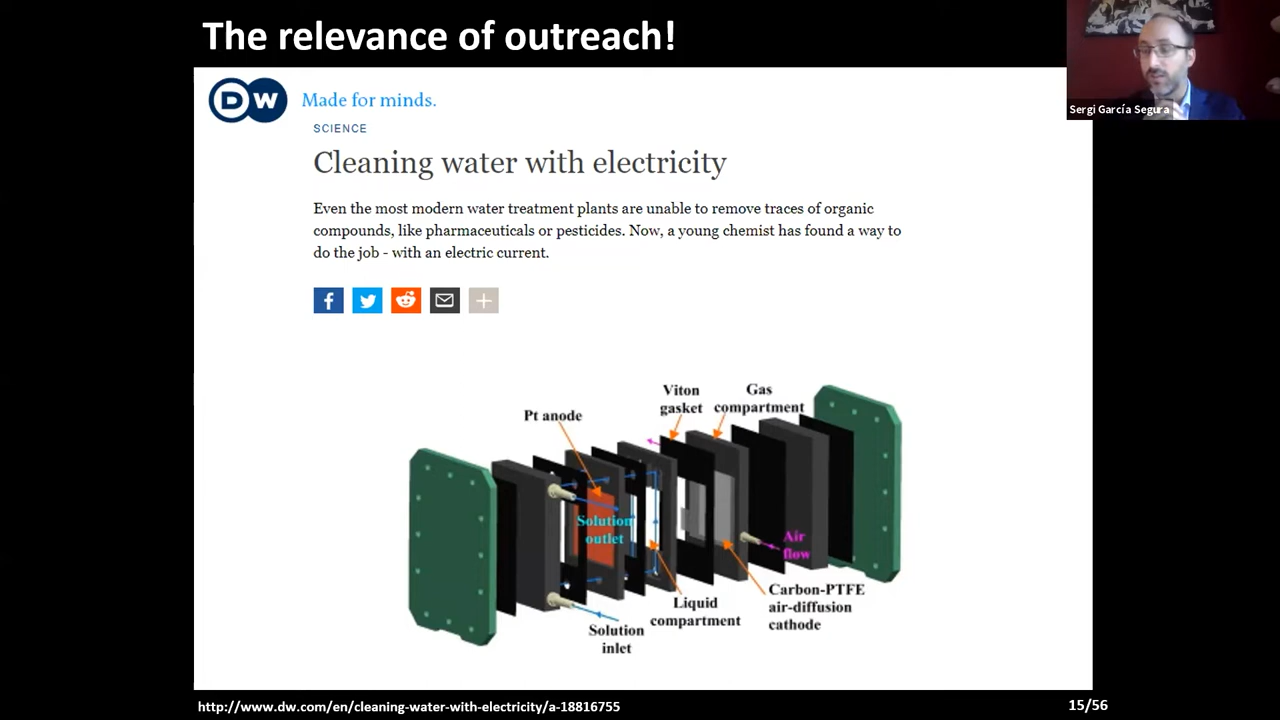 The relevance of outreach!
Sergi García Segura
DW
Made for minds.
SCIENCE
Cleaning water with electricity
Even the most modern water treatment plants are unable to remove traces of organic
compounds, like pharmaceuticals or pesticides. Now, a young chemist has found a way to
do the job - with an electric current.
Viton
gasket
Gas
compartment
Pt anode
Solution
outlet
Air
flow
Liquid
compartment
Carbon-PTFE
air-diffusion
cathode
Solution
inlet
http://www.dw.com/en/cleaning-water-with-electricity/a-18816755
15/56